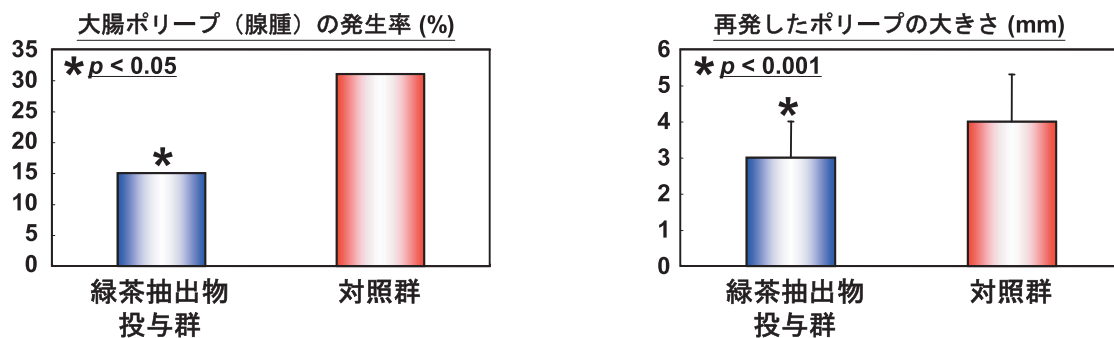 大腸ポリープ（腺腫）の発生率 (%)
* p < 0.05
35
30
25
20
15
10
5
0
*
緑茶抽出物
投与群
対照群
再発したポリープの大きさ (mm)
* p < 0.001
6
5
4
3
2
1
0
*
緑茶抽出物
投与群
対照群